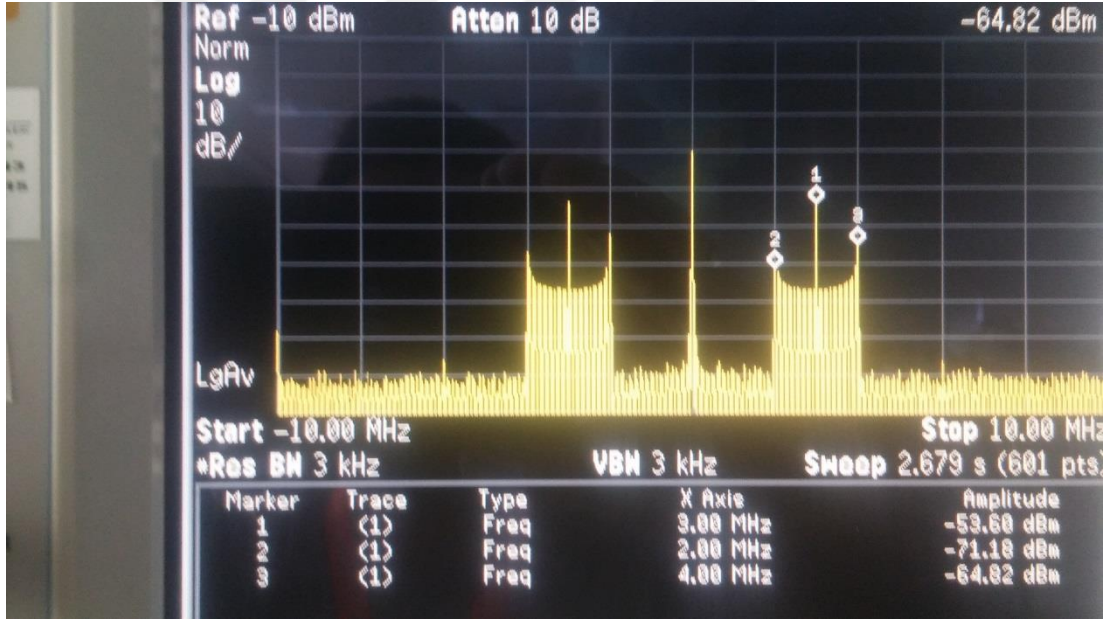 Ref -10 dBm Atten 10 dB -64.82 dBm
Norm
Log
10
dB/
1
3
2
LgAv
Start -10.00 MHz Stop 10.00 MHz
*Res BW 3 kHz VBW 3 kHz Sweep 2.679 s (601 pts)
Marker Trace Type X Axis Amplitude
1 (1) Freq 3.00 MHz -53.60 dBm
2 (1) Freq 2.00 MHz -71.18 dBm
3 (1) Freq 4.00 MHz -64.82 dBm